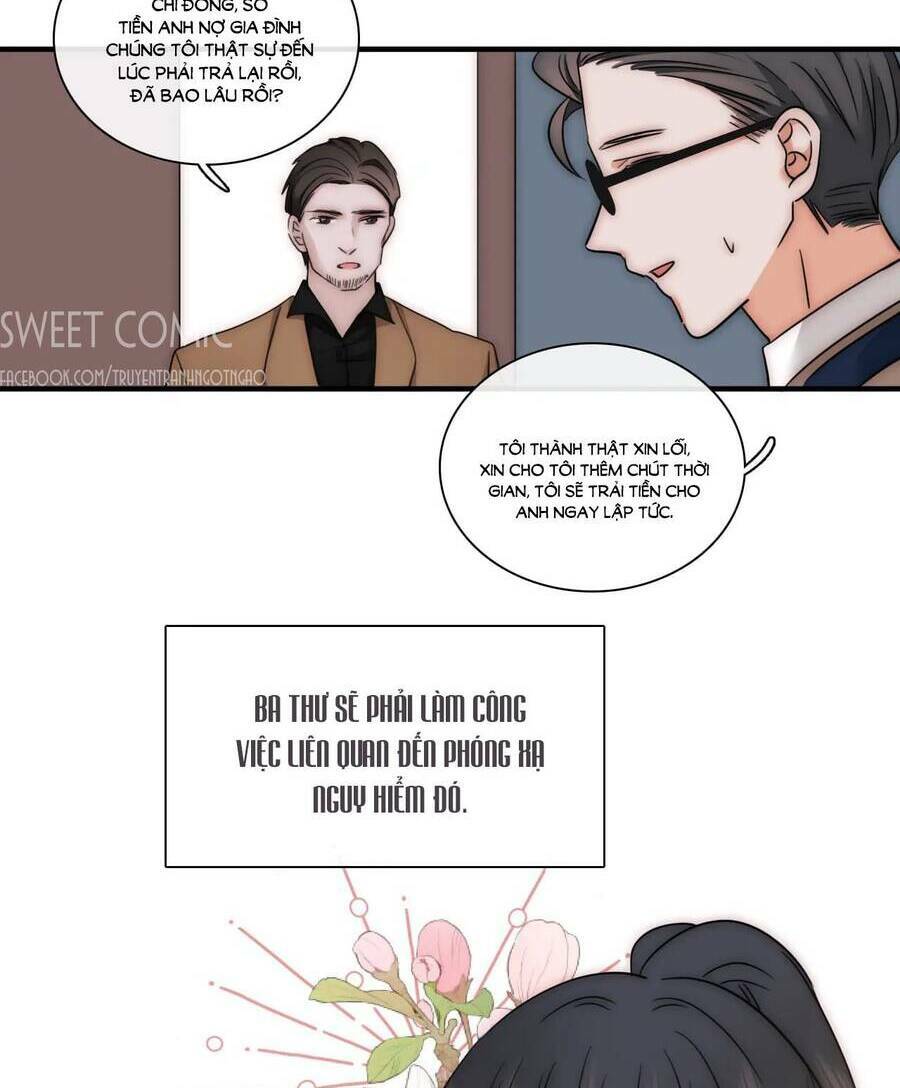 CHÍ ĐÔNG, SỐ
TIỀN ANH NỢ GIA ĐÌNH
CHÚNG TÔI THẬT SỰ ĐẾN
LÚC PHẢI TRẢ LẠI RỒI,
ĐÃ BAO LÂU RỒI?
SWEET COMIC
FACEBOOK.COM/TRUYENTRANHNGOTNGAO
TÔI THÀNH THẬT XIN LỐI,
XIN CHO TÔI THÊM CHÚT THỜI
GIAN, TÔI SẼ TRẢI TIỀN CHO
ANH NGAY LẬP TỨC.
BA THƯ SẼ PHẢI LÀM CÔNG
VIỆC LIÊN QUAN ĐẾN PHÓNG XẠ
NGUY HIỂM ĐÓ.